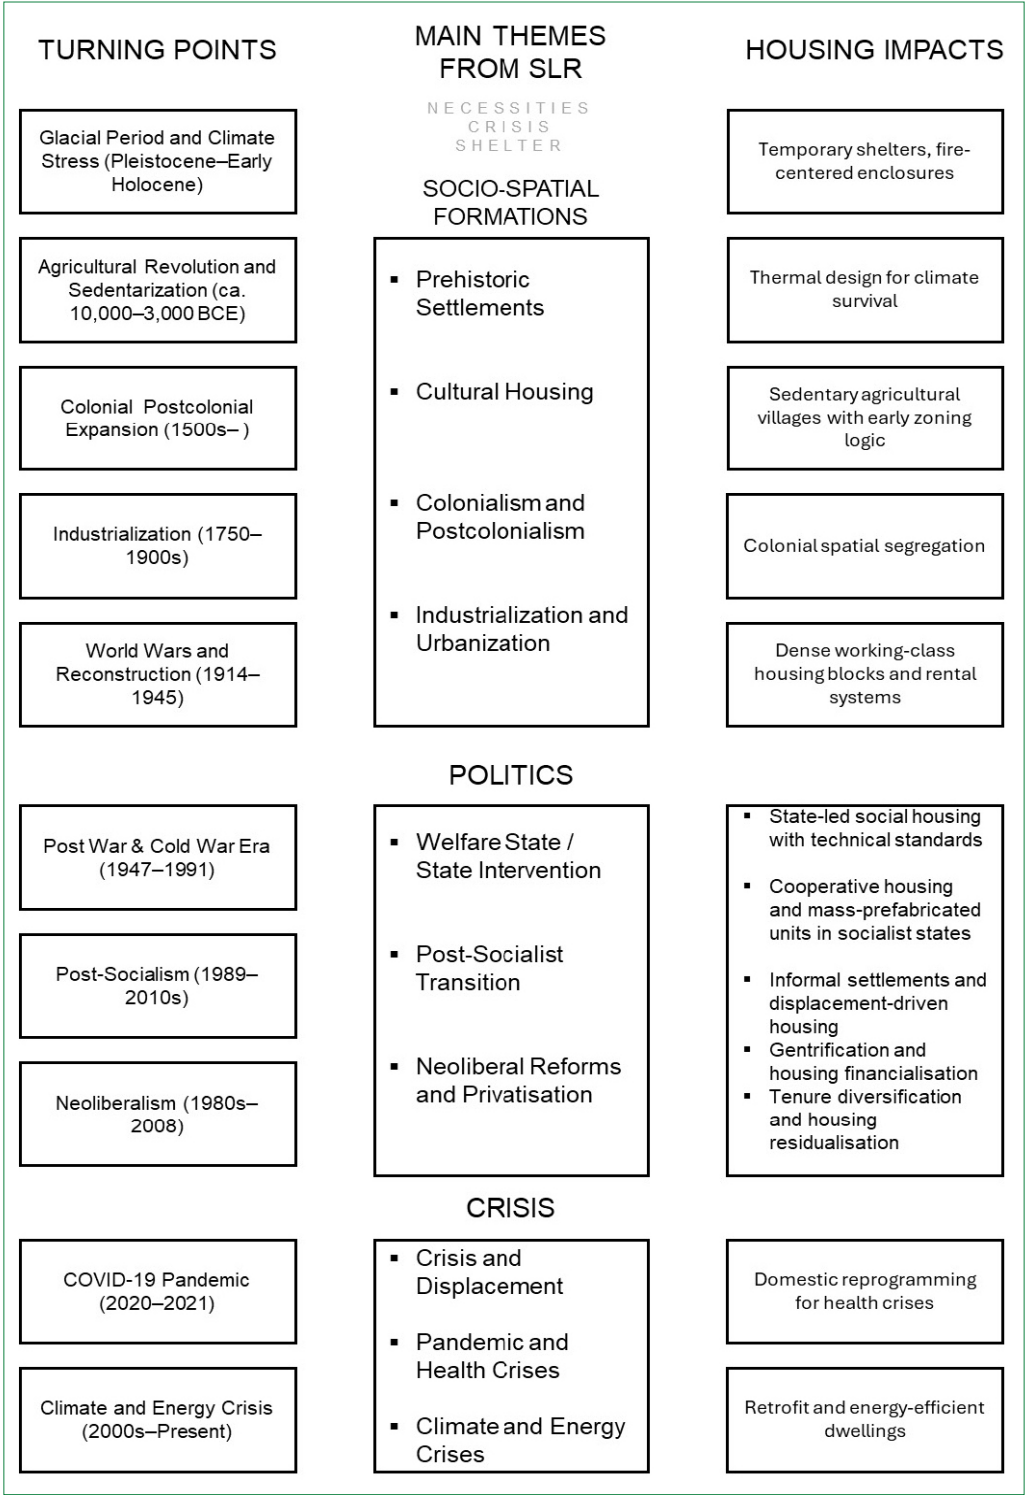 TURNING POINTS
Glacial Period and Climate
Stress (Pleistocene–Early
Holocene)
Agricultural Revolution and
Sedentarization (ca.
10,000–3,000 BCE)
Colonial Postcolonial
Expansion (1500s– )
Industrialization (1750–
1900s)
World Wars and
Reconstruction (1914–
1945)
Post War & Cold War Era
(1947–1991)
Post-Socialism (1989–
2010s)
Neoliberalism (1980s–
2008)
COVID-19 Pandemic
(2020–2021)
Climate and Energy Crisis
(2000s–Present)
MAIN THEMES
FROM SLR
NECESSITIES
CRISIS
SHELTER
SOCIO-SPATIAL
FORMATIONS
▪ Prehistoric
Settlements
▪ Cultural Housing
▪ Colonialism and
Postcolonialism
▪ Industrialization and
Urbanization
POLITICS
▪ Welfare State /
State Intervention
▪ Post-Socialist
Transition
▪ Neoliberal Reforms
and Privatisation
CRISIS
▪ Crisis and
Displacement
▪ Pandemic and
Health Crises
▪ Climate and Energy
Crises
HOUSING IMPACTS
Temporary shelters, fire-
centered enclosures
Thermal design for climate
survival
Sedentary agricultural
villages with early zoning
logic
Colonial spatial segregation
Dense working-class
housing blocks and rental
systems
▪ State-led social housing
with technical standards
▪ Cooperative housing
and mass-prefabricated
units in socialist states
▪ Informal settlements and
displacement-driven
housing
▪ Gentrification and
housing financialisation
▪ Tenure diversification
and housing
residualisation
Domestic reprogramming
for health crises
Retrofit and energy-efficient
dwellings